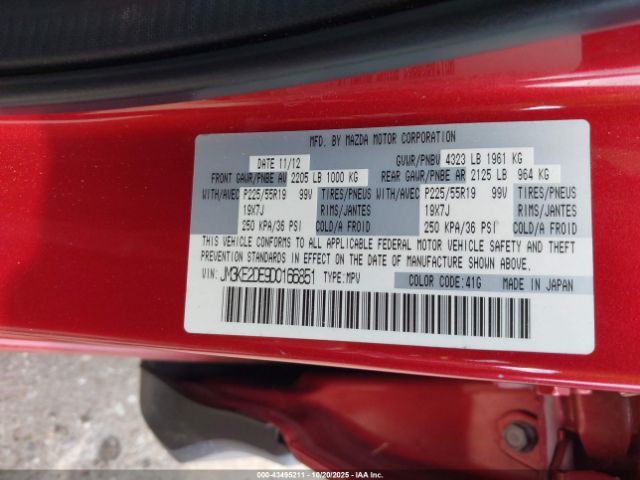 MFD. BY MAZDA MOTOR CORPORATION
DATE 11/12 GVWR/PNBV 4323 LB 1961 KG
FRONT GAWR/PNBE AV 2205 LB 1000 KG REAR GAWR/PNBE AR 2125 LB 964 KG
WITH/AVEC P225/55R19 99V TIRES/PNEUS WITH/AVEC P225/55R19 99V TIRES/PNEUS
19X7J RIMS/JANTES 19X7J RIMS/JANTES
250 KPA/36 PSI COLD/A FROID 250 KPA/36 PSI COLD/A FROID
THIS VEHICLE CONFORMS TO ALL APPLICABLE FEDERAL MOTOR VEHICLE SAFETY AND THEFT
PREVENTION STANDARDS IN EFFECT ON THE DATE OF MANUFACTURE SHOWN ABOVE.
VIN: JM3KE2DE9D0166851 TYPE: MPV COLOR CODE: 41G MADE IN JAPAN
00-43495211 - 10/20/2025 - Copyright IAA, LLC